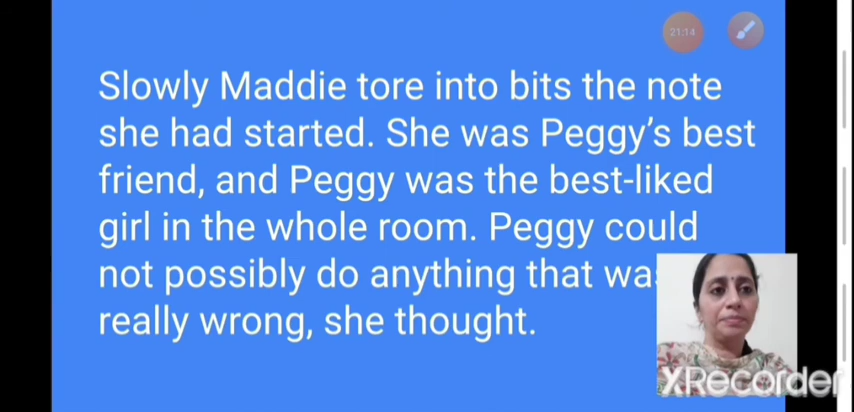 21:14
Slowly Maddie tore into bits the note
she had started. She was Peggy's best
friend, and Peggy was the best-liked
girl in the whole room. Peggy could
not possibly do anything that was
really wrong, she thought.
XRecorder